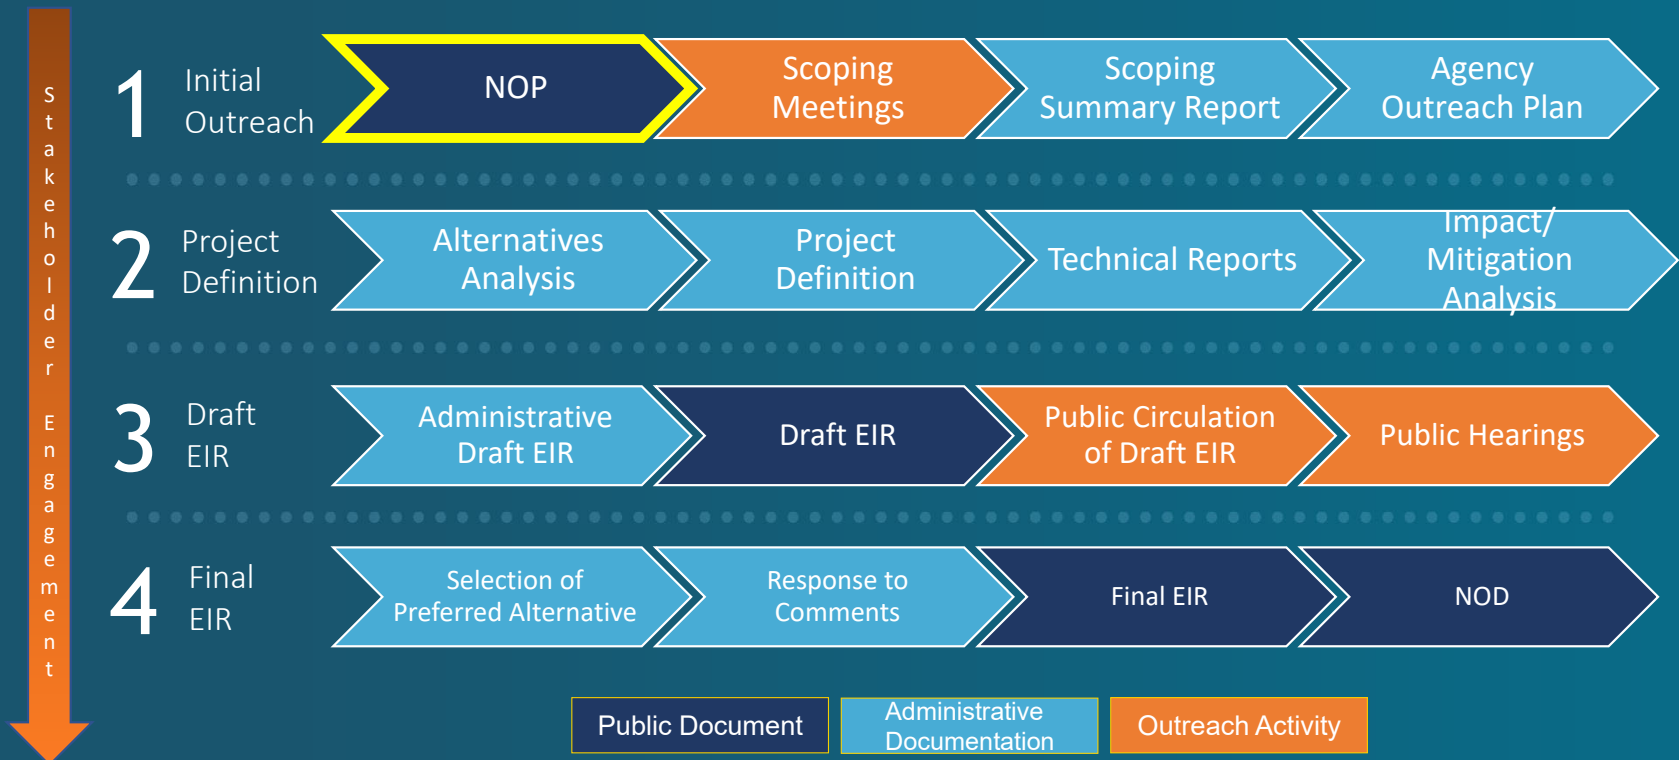 Stakeholder Engagement
1
Initial
Outreach
NOP
Scoping
Meetings
Scoping
Summary Report
Agency
Outreach Plan
2
Project
Definition
Alternatives
Analysis
Project
Definition
Technical Reports
Impact/
Mitigation
Analysis
3
Draft
EIR
Administrative
Draft EIR
Draft EIR
Public Circulation
of Draft EIR
Public Hearings
4
Final
EIR
Selection of
Preferred Alternative
Response to
Comments
Final EIR
NOD
Public Document
Administrative
Documentation
Outreach Activity